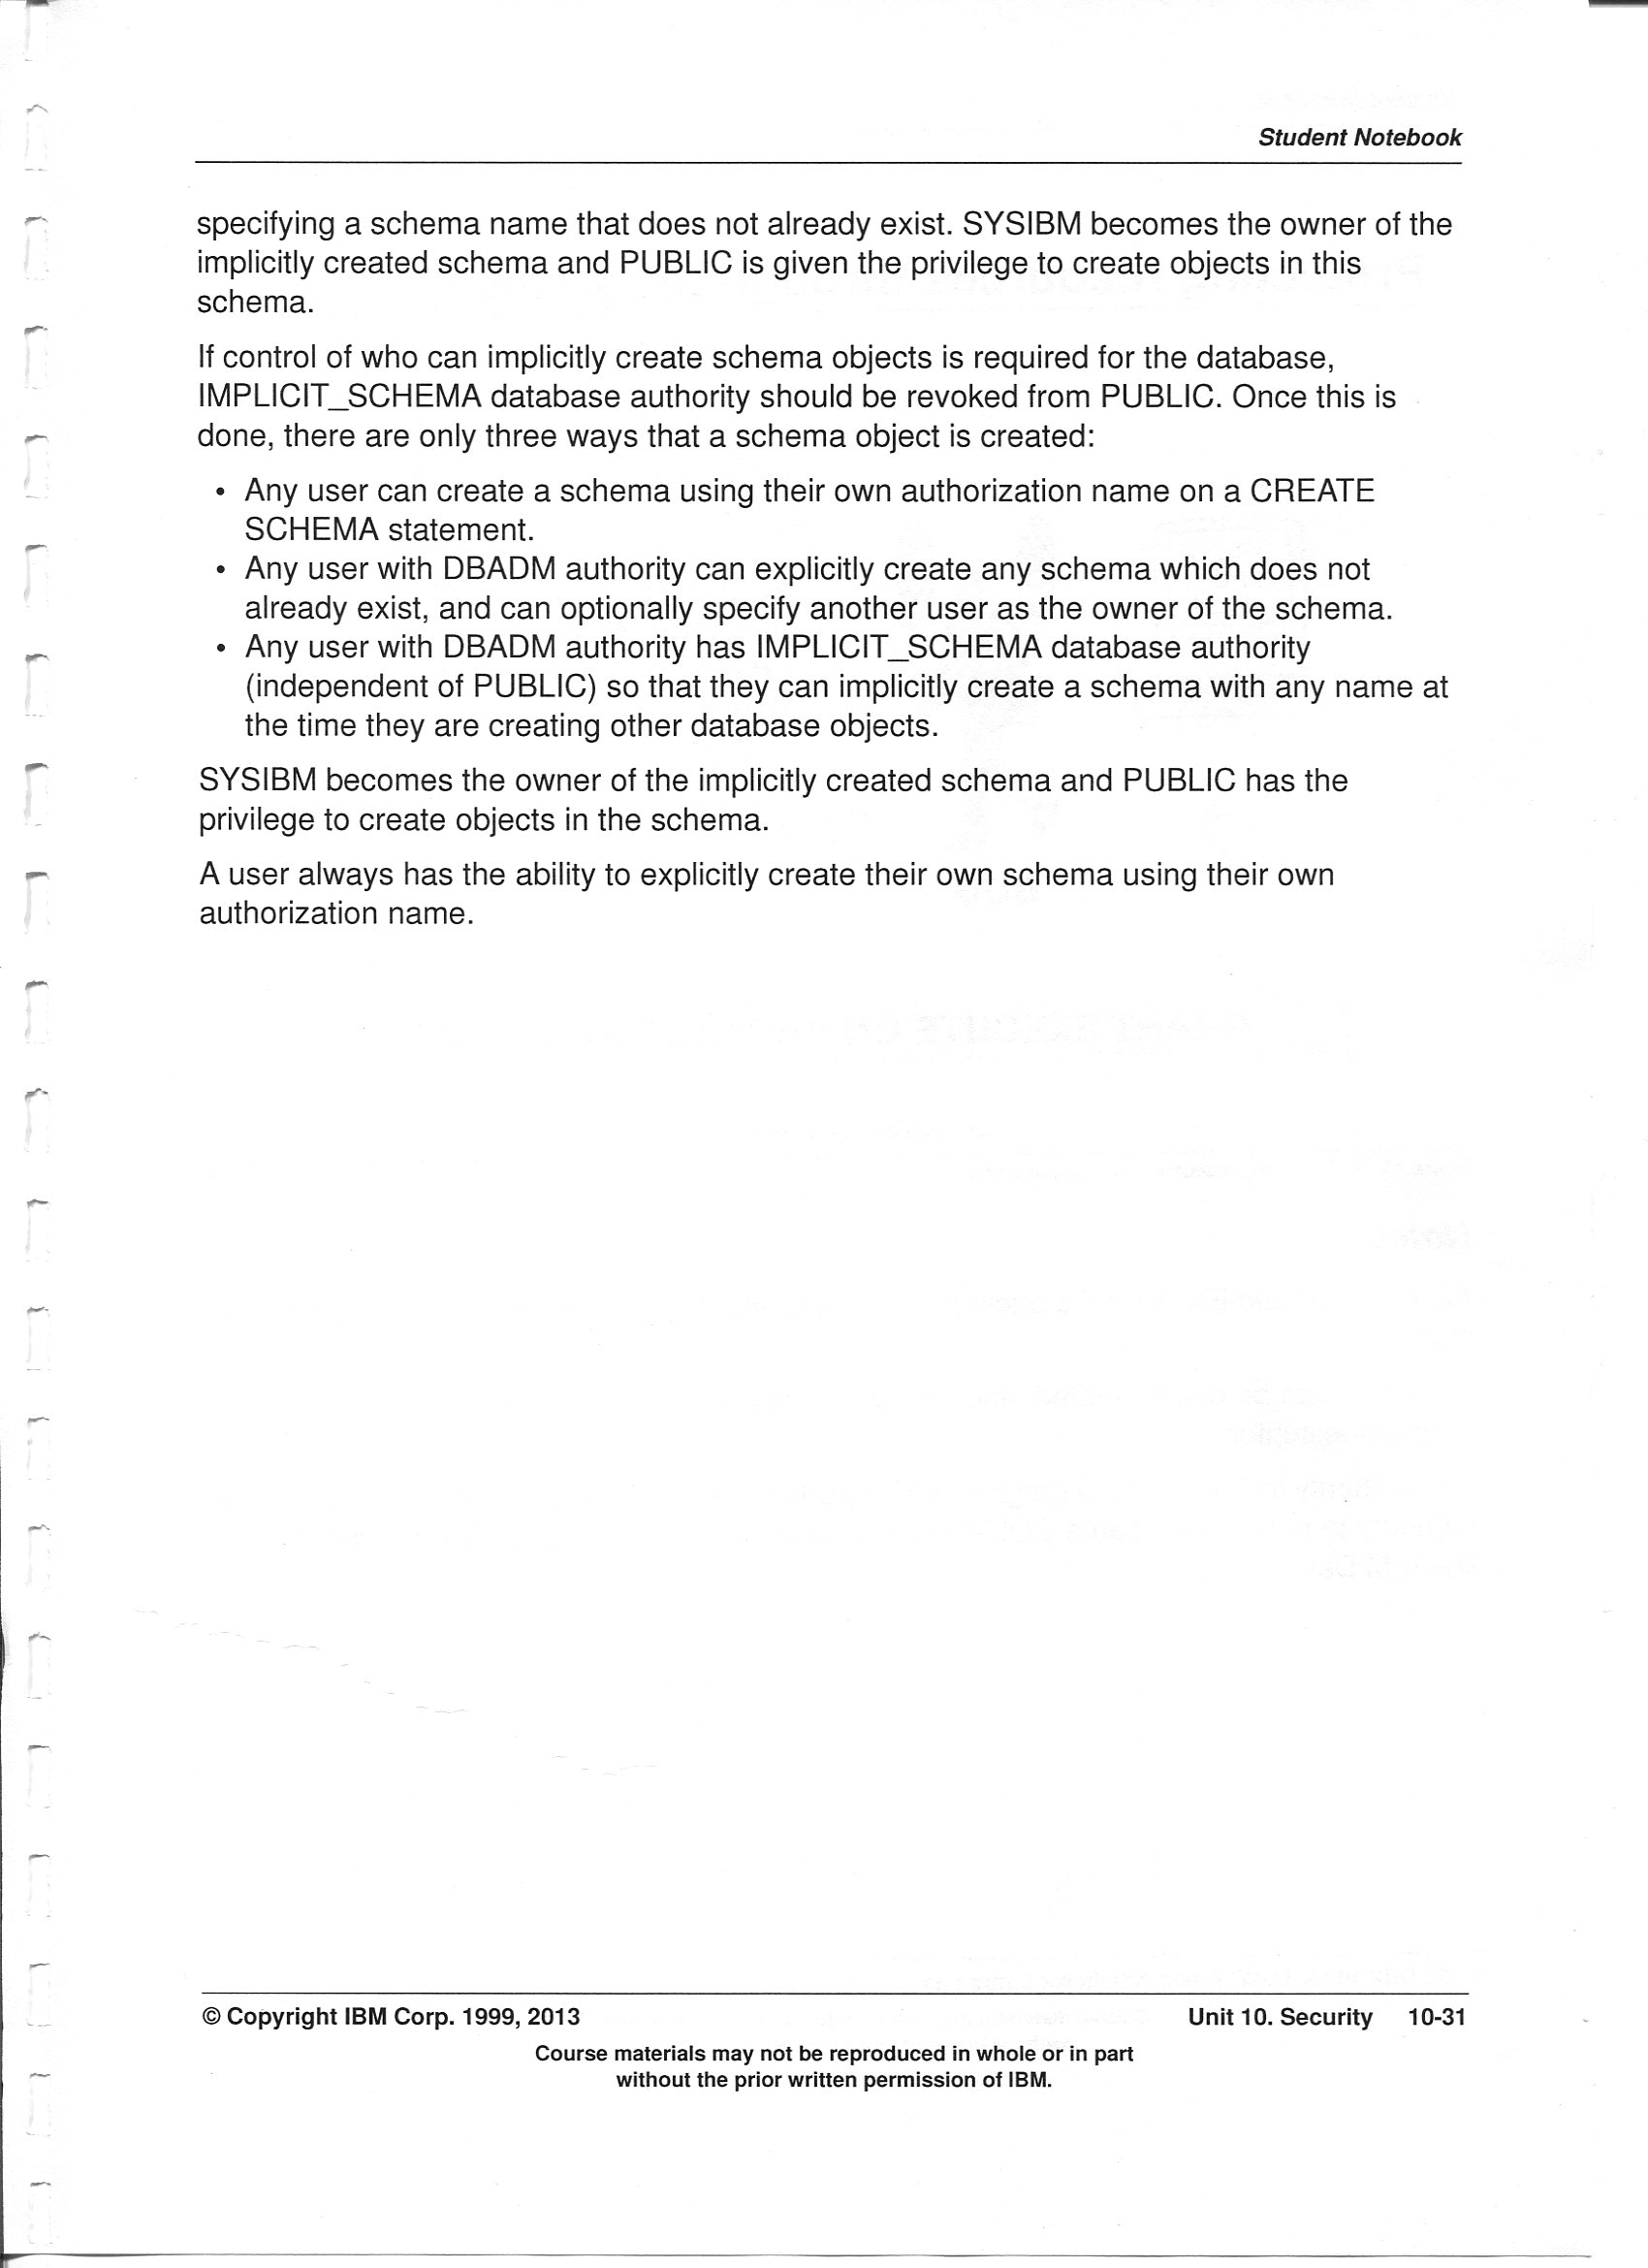 Student Notebook
specifying a schema name that does not already exist. SYSIBM becomes the owner of the
implicitly created schema and PUBLIC is given the privilege to create objects in this
schema.
If control of who can implicitly create schema objects is required for the database,
IMPLICIT_SCHEMA database authority should be revoked from PUBLIC. Once this is
done, there are only three ways that a schema object is created:
• Any user can create a schema using their own authorization name on a CREATE
SCHEMA statement.
• Any user with DBADM authority can explicitly create any schema which does not
already exist, and can optionally specify another user as the owner of the schema.
• Any user with DBADM authority has IMPLICIT_SCHEMA database authority
(independent of PUBLIC) so that they can implicitly create a schema with any name at
the time they are creating other database objects.
SYSIBM becomes the owner of the implicitly created schema and PUBLIC has the
privilege to create objects in the schema.
A user always has the ability to explicitly create their own schema using their own
authorization name.
© Copyright IBM Corp. 1999, 2013 Unit 10. Security 10-31
Course materials may not be reproduced in whole or in part
without the prior written permission of IBM.